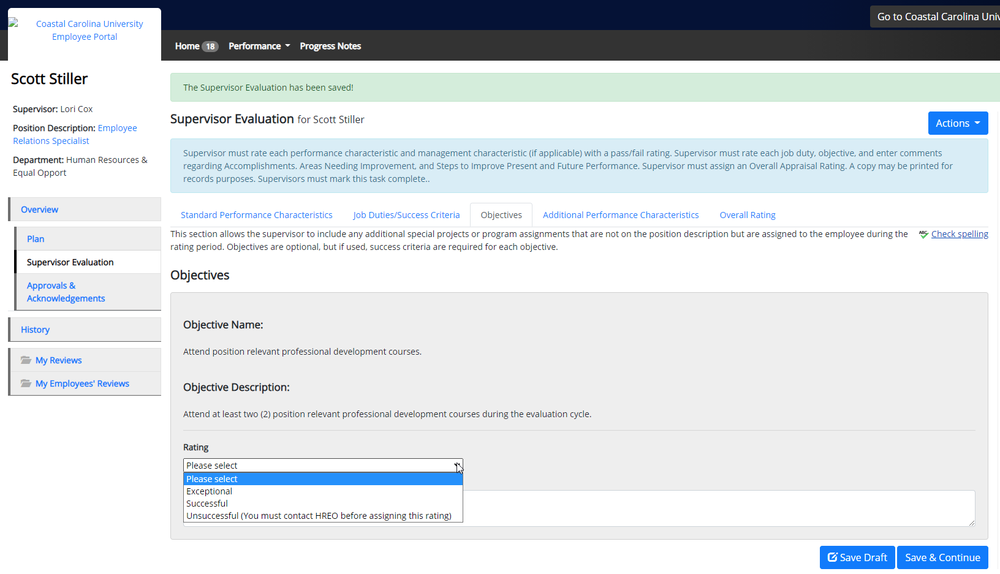 Coastal Carolina University
Employee Portal
Go to Coastal Carolina Univ
Home 18 Performance Progress Notes
Scott Stiller
Supervisor: Lori Cox
Position Description: Employee
Relations Specialist
Department: Human Resources &
Equal Opport
Overview
Plan
Supervisor Evaluation
Approvals &
Acknowledgements
History
My Reviews
My Employees' Reviews
The Supervisor Evaluation has been saved!
Supervisor Evaluation for Scott Stiller
Actions
Supervisor must rate each performance characteristic and management characteristic (if applicable) with a pass/fail rating. Supervisor must rate each job duty, objective, and enter comments
regarding Accomplishments. Areas Needing Improvement, and Steps to Improve Present and Future Performance. Supervisor must assign an Overall Appraisal Rating. A copy may be printed for
records purposes. Supervisors must mark this task complete..
Standard Performance Characteristics Job Duties/Success Criteria Objectives Additional Performance Characteristics Overall Rating
This section allows the supervisor to include any additional special projects or program assignments that are not on the position description but are assigned to the employee during the
rating period. Objectives are optional, but if used, success criteria are required for each objective.
ABC Check spelling
Objectives
Objective Name:
Attend position relevant professional development courses.
Objective Description:
Attend at least two (2) position relevant professional development courses during the evaluation cycle.
Rating
Please select
Please select
Exceptional
Successful
Unsuccessful (You must contact HREO before assigning this rating)
Save Draft Save & Continue